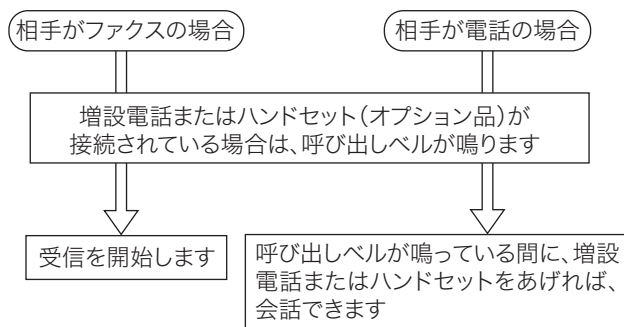 相手がファクスの場合
相手が電話の場合
増設電話またはハンドセット(オプション品)が
接続されている場合は、呼び出しベルが鳴ります
受信を開始します
呼び出しベルが鳴っている間に、増設
電話またはハンドセットをあげれば、
会話できます